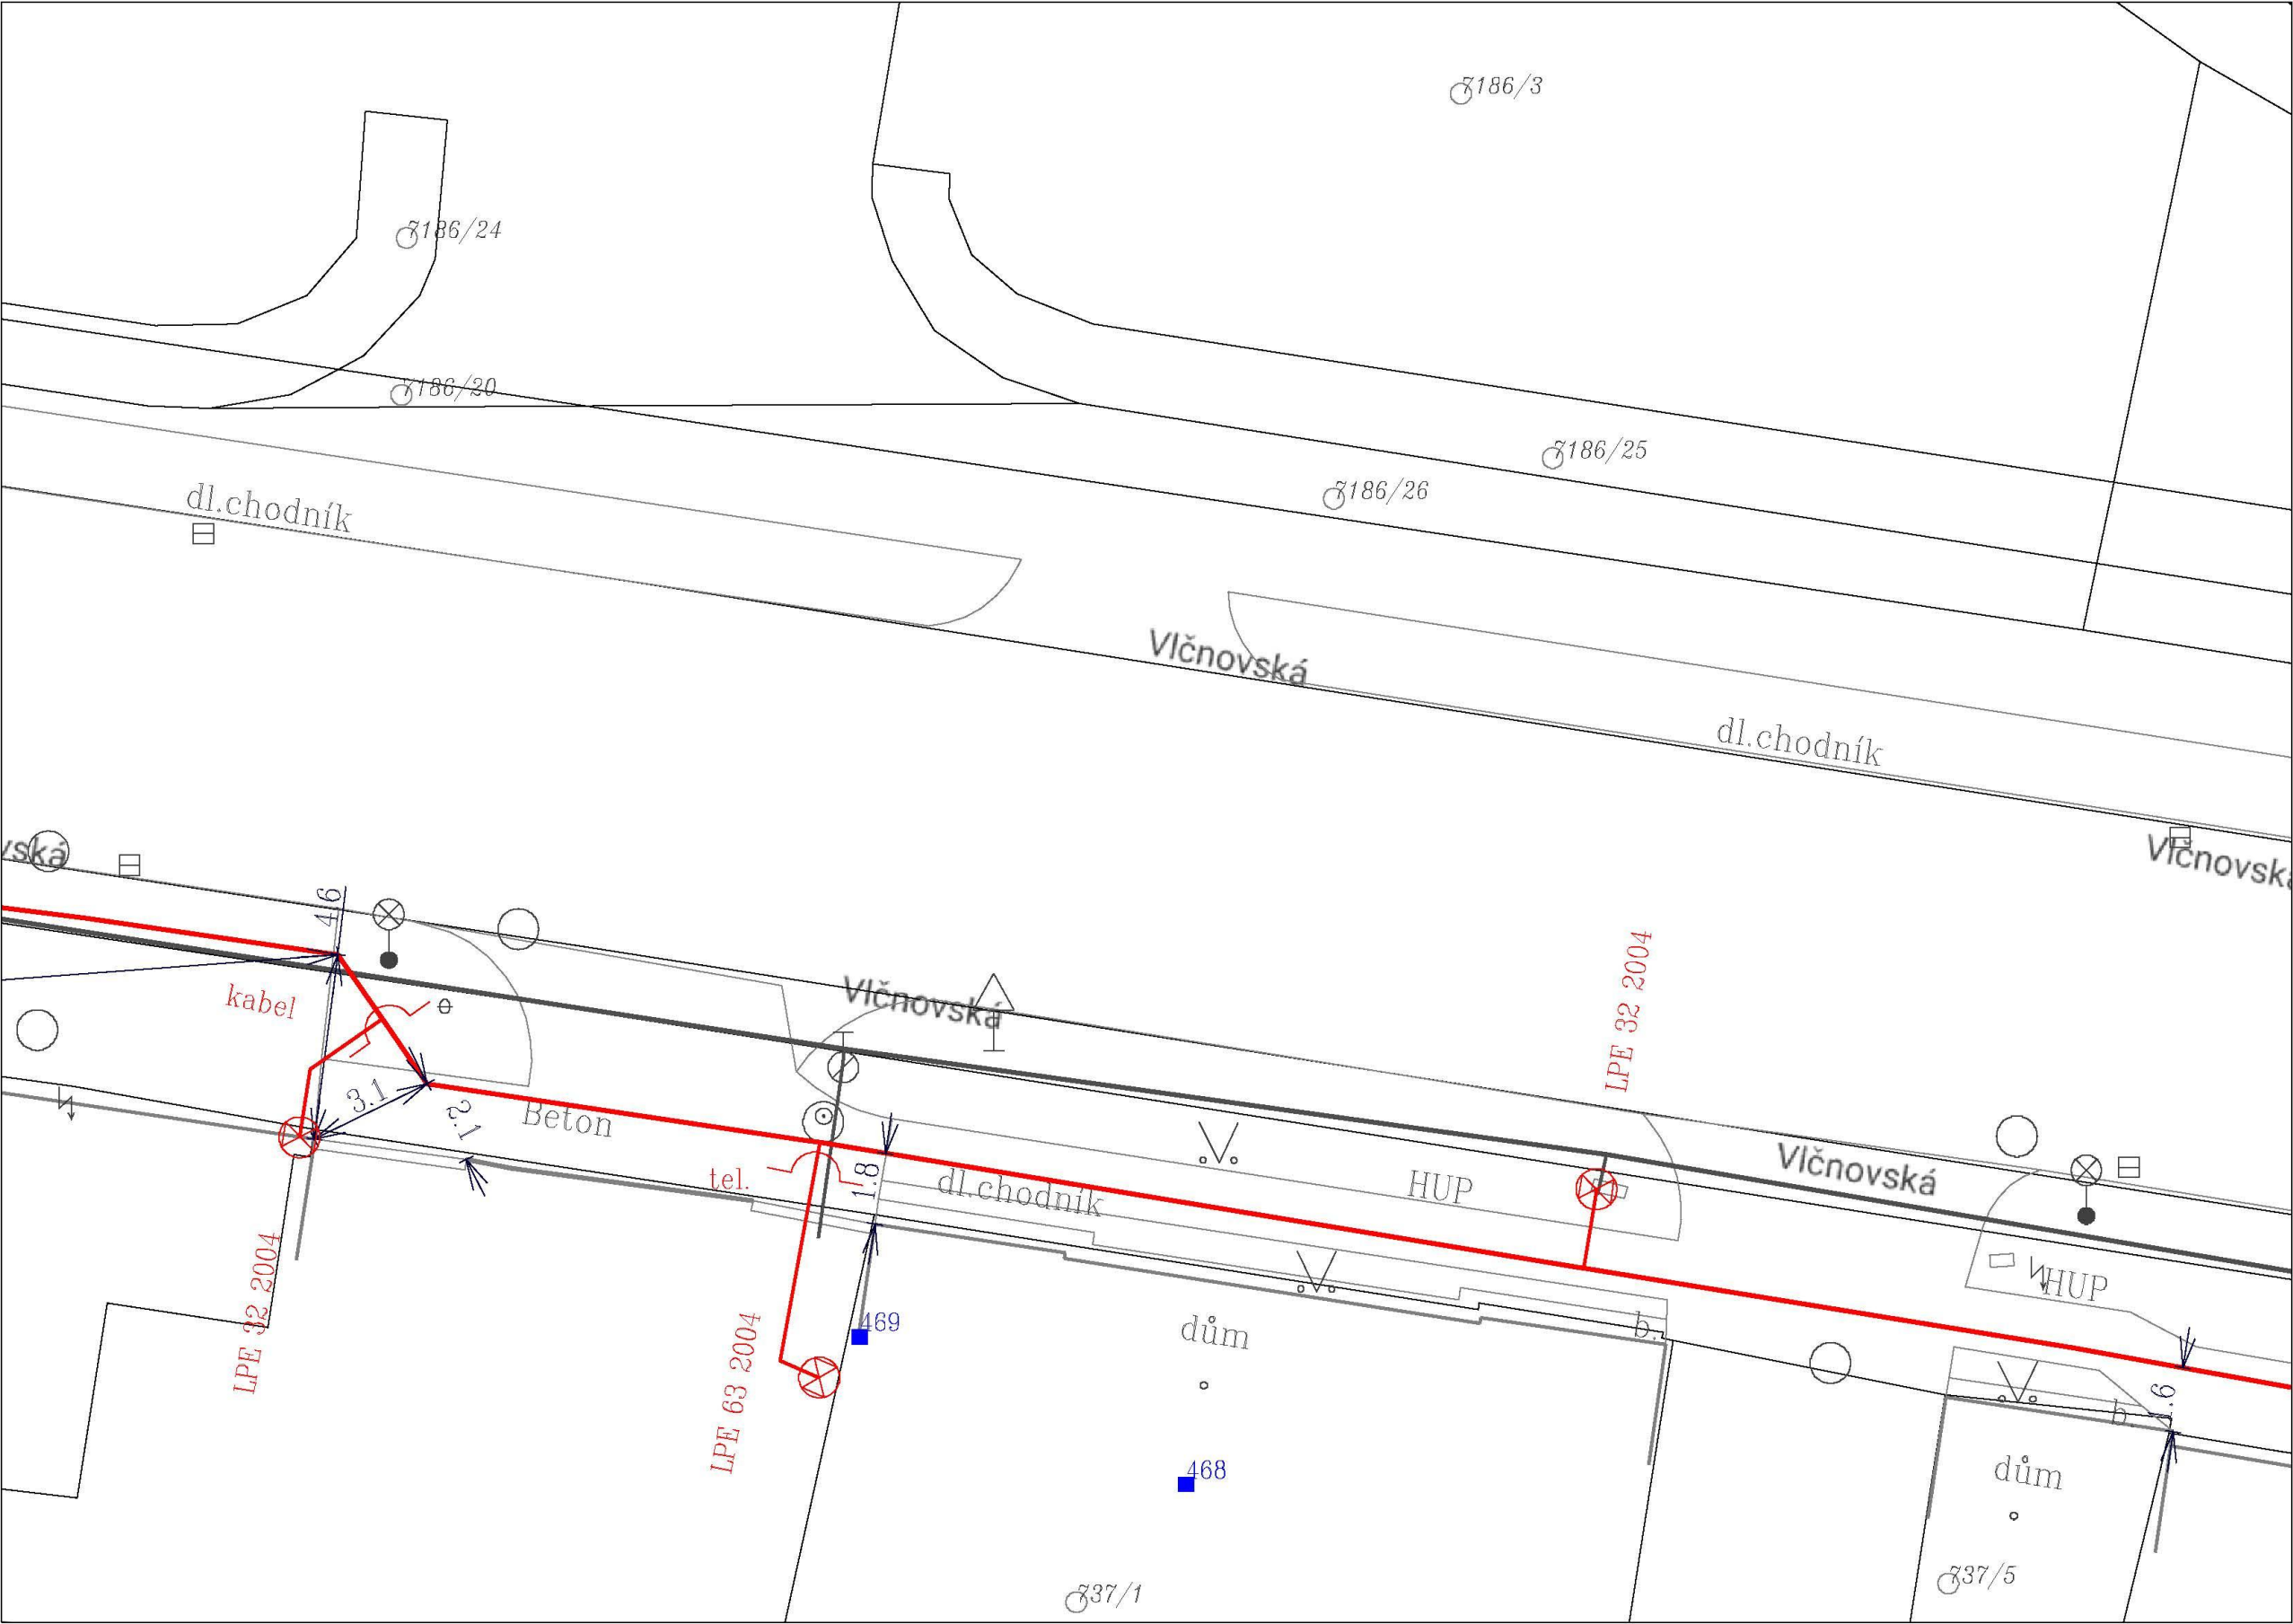 7186/3
7186/24
7186/20
7186/25
7186/26
dl.chodník
Vlčnovská
dl.chodník
vská
Vlčnovsk
4.6
kabel
Vlčnovská
LPE 32 2004
3.1
2.1
Beton
tel.
1.8
dl.chodník
HUP
Vlčnovská
HUP
LPE 32 2004
LPE 63 2004
469
dům
b.
468
b
dům
737/1
737/5